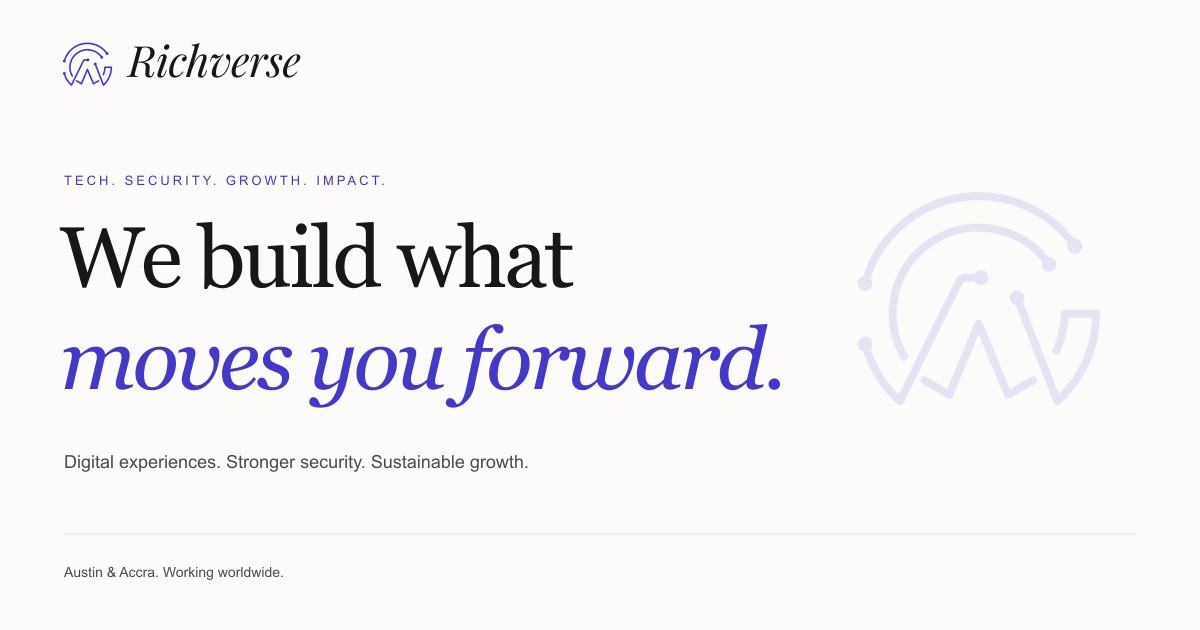 Richverse
TECH. SECURITY. GROWTH. IMPACT.
We build what
moves you forward.
Digital experiences. Stronger security. Sustainable growth.
Austin & Accra. Working worldwide.